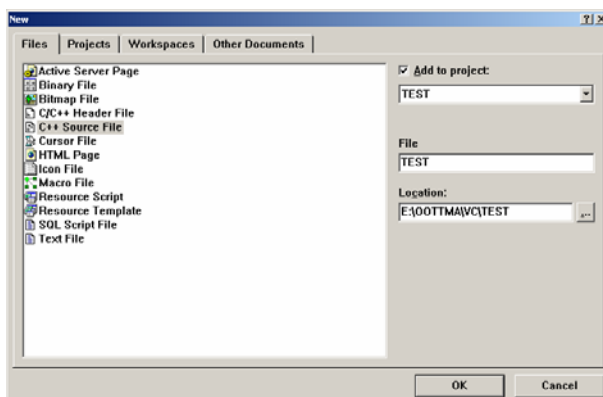 New
Files Projects Workspaces Other Documents
Active Server Page
Binary File
Bitmap File
C/C++ Header File
C++ Source File
Cursor File
HTML Page
Icon File
Macro File
Resource Script
Resource Template
SQL Script File
Text File
Add to project:
TEST
File
TEST
Location:
E:\OOTTMA\VC\TEST
...
OK Cancel